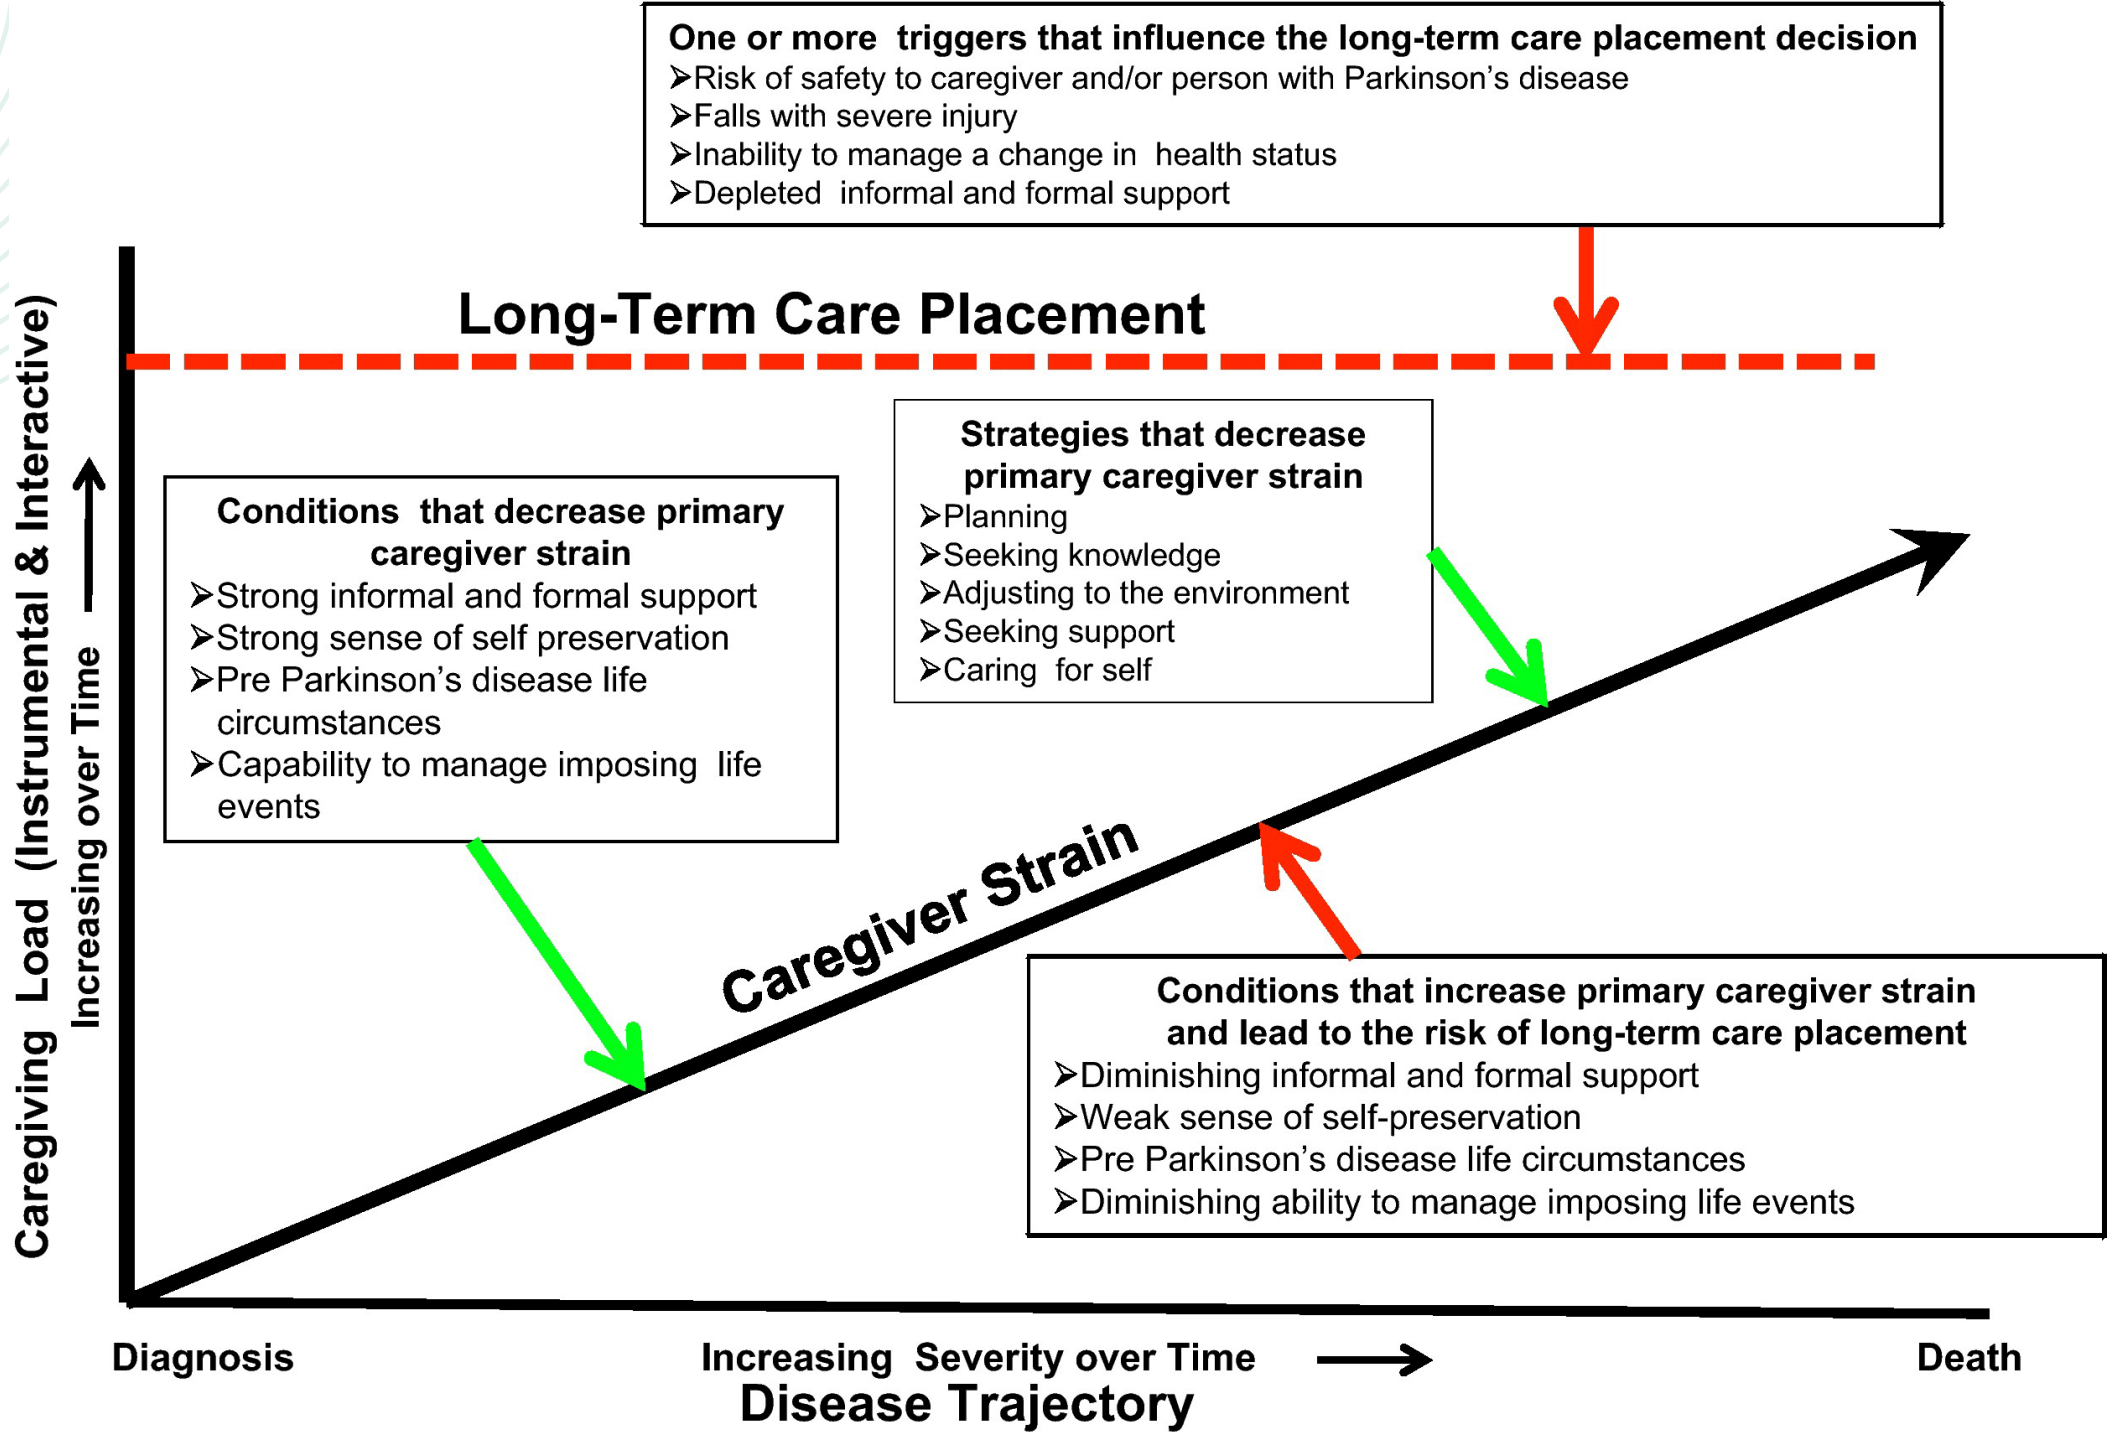 One or more triggers that influence the long-term care placement decision
➢Risk of safety to caregiver and/or person with Parkinson’s disease
➢Falls with severe injury
➢Inability to manage a change in health status
➢Depleted informal and formal support
Long-Term Care Placement
Caregiving Load (Instrumental & Interactive)
Increasing over Time
Conditions that decrease primary
caregiver strain
➢Strong informal and formal support
➢Strong sense of self preservation
➢Pre Parkinson’s disease life
circumstances
➢Capability to manage imposing life
events
Strategies that decrease
primary caregiver strain
➢Planning
➢Seeking knowledge
➢Adjusting to the environment
➢Seeking support
➢Caring for self
Caregiver Strain
Conditions that increase primary caregiver strain
and lead to the risk of long-term care placement
➢Diminishing informal and formal support
➢Weak sense of self-preservation
➢Pre Parkinson’s disease life circumstances
➢Diminishing ability to manage imposing life events
Diagnosis
Increasing Severity over Time
Death
Disease Trajectory